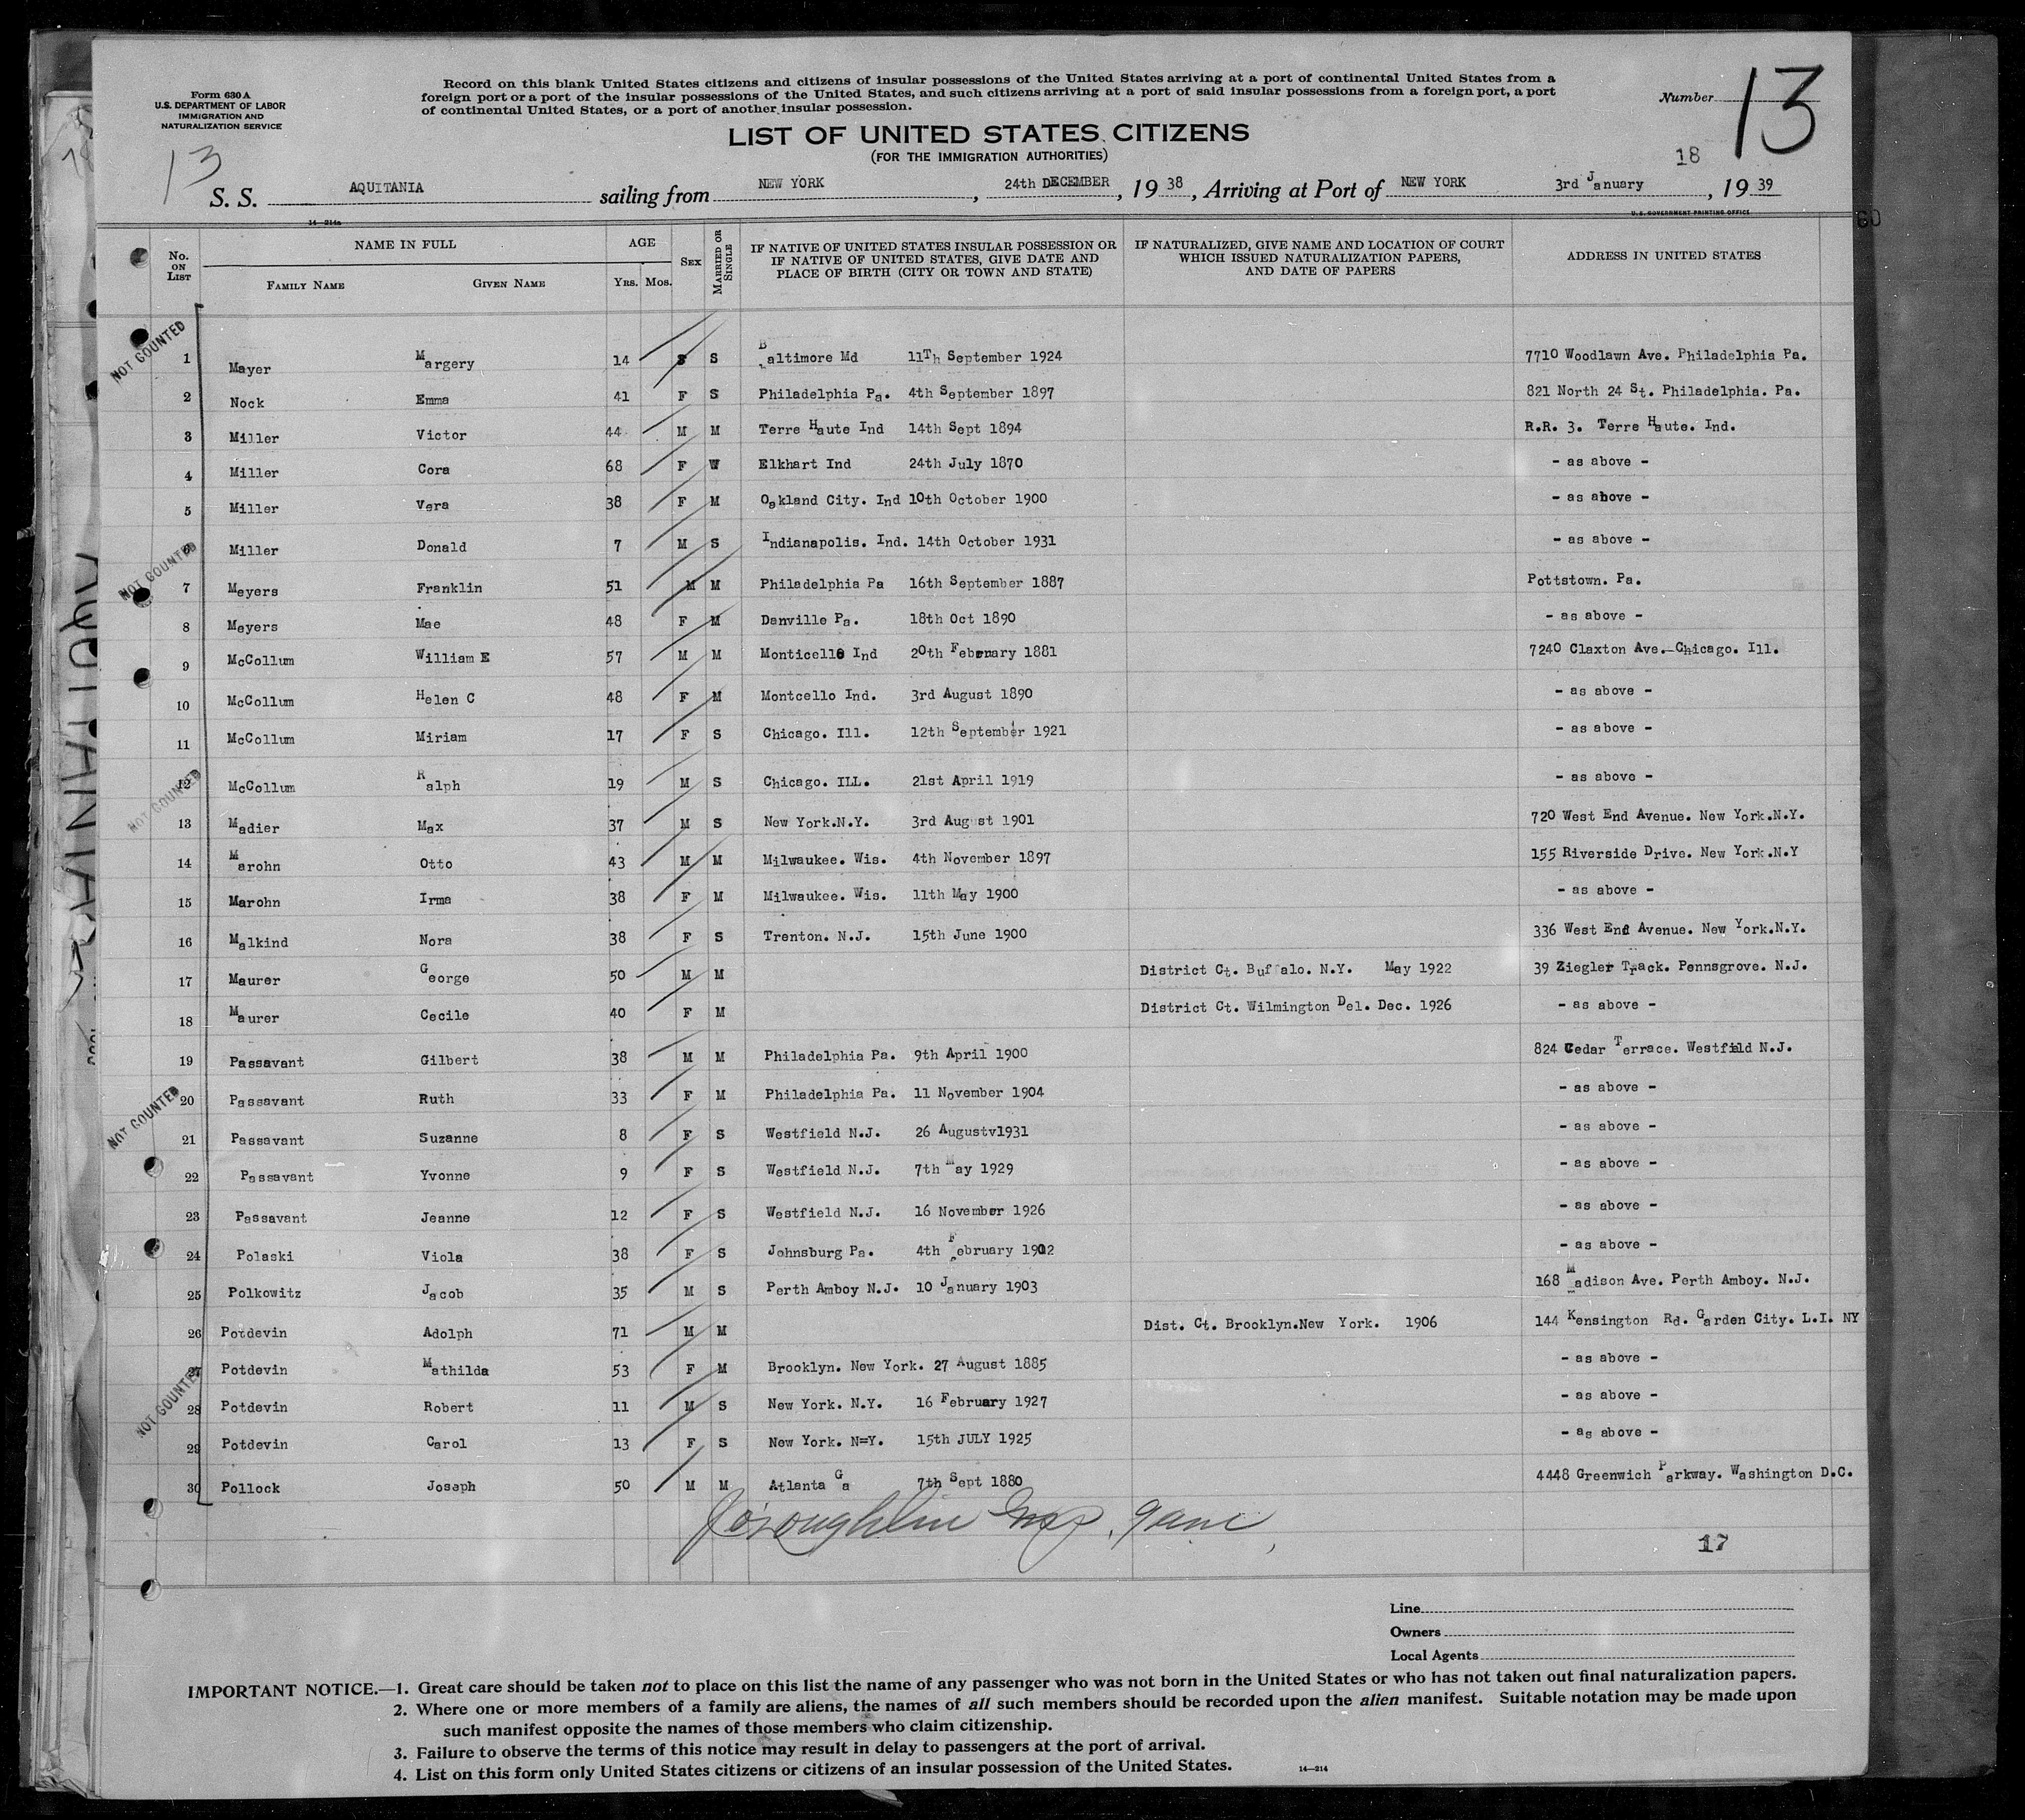 Form 630 A
U.S. DEPARTMENT OF LABOR
IMMIGRATION AND
NATURALIZATION SERVICE
Record on this blank United States citizens and citizens of insular possessions of the United States arriving at a port of continental United States from a
foreign port or a port of the insular possessions of the United States, and such citizens arriving at a port of said insular possessions from a foreign port, a port
of continental United States, or a port of another insular possession.
Number 13
LIST OF UNITED STATES CITIZENS
(FOR THE IMMIGRATION AUTHORITIES)
13
18
S. S. AQUITANIA sailing from NEW YORK, 24th DECEMBER, 1938, Arriving at Port of NEW YORK 3rd January, 1939
14—214a
U. S. GOVERNMENT PRINTING OFFICE
No. ON LIST
NAME IN FULL
FAMILY NAME GIVEN NAME
AGE
YRS. MOS.
SEX
MARRIED OR SINGLE
IF NATIVE OF UNITED STATES INSULAR POSSESSION OR
IF NATIVE OF UNITED STATES, GIVE DATE AND
PLACE OF BIRTH (CITY OR TOWN AND STATE)
IF NATURALIZED, GIVE NAME AND LOCATION OF COURT
WHICH ISSUED NATURALIZATION PAPERS,
AND DATE OF PAPERS
ADDRESS IN UNITED STATES
NOT COUNTED
1 Mayer Margery 14 F S Baltimore Md 11Th September 1924 7710 Woodlawn Ave. Philadelphia Pa.
2 Nock Emma 41 F S Philadelphia Pa. 4th September 1897 821 North 24 St. Philadelphia. Pa.
3 Miller Victor 44 M M Terre Haute Ind 14th Sept 1894 R.R. 3. Terre Haute. Ind.
4 Miller Cora 68 F W Elkhart Ind 24th July 1870 - as above -
5 Miller Vera 38 F M Oakland City. Ind 10th October 1900 - as above -
NOT COUNTED
6 Miller Donald 7 M S Indianapolis. Ind. 14th October 1931 - as above -
7 Meyers Franklin 51 M M Philadelphia Pa 16th September 1887 Pottstown. Pa.
8 Meyers Mae 48 F M Danville Pa. 18th Oct 1890 - as above -
9 McCollum William E 57 M M Monticello Ind 20th February 1881 7240 Claxton Ave.-Chicago. Ill.
10 McCollum Helen C 48 F M Montcello Ind. 3rd August 1890 - as above -
11 McCollum Miriam 17 F S Chicago. Ill. 12th September 1921 - as above -
NOT COUNTED
12 McCollum Ralph 19 M S Chicago. ILL. 21st April 1919 - as above -
13 Madier Max 37 M S New York.N.Y. 3rd August 1901 720 West End Avenue. New York.N.Y.
14 Marohn Otto 43 M M Milwaukee. Wis. 4th November 1897 155 Riverside Drive. New York.N.Y
15 Marohn Irma 38 F M Milwaukee. Wis. 11th May 1900 - as above -
16 Malkind Nora 38 F S Trenton. N.J. 15th June 1900 336 West End Avenue. New York.N.Y.
17 Maurer George 50 M M District Ct. Buffalo. N.Y. May 1922 39 Ziegler Track. Pennsgrove. N.J.
18 Maurer Cecile 40 F M District Ct. Wilmington Del. Dec. 1926 - as above -
19 Passavant Gilbert 38 M M Philadelphia Pa. 9th April 1900 824 Cedar Terrace. Westfield N.J.
NOT COUNTED
20 Passavant Ruth 33 F M Philadelphia Pa. 11 November 1904 - as above -
21 Passavant Suzanne 8 F S Westfield N.J. 26 Augustv1931 - as above -
22 Passavant Yvonne 9 F S Westfield N.J. 7th May 1929 - as above -
23 Passavant Jeanne 12 F S Westfield N.J. 16 November 1926 - as above -
24 Polaski Viola 38 F S Johnsburg Pa. 4th February 1902 - as above -
25 Polkowitz Jacob 35 M S Perth Amboy N.J. 10 January 1903 168 Madison Ave. Perth Amboy. N.J.
26 Potdevin Adolph 71 M M Dist. Ct. Brooklyn.New York. 1906 144 Kensington Rd. Garden City. L.I. NY
NOT COUNTED
27 Potdevin Mathilda 53 F M Brooklyn. New York. 27 August 1885 - as above -
28 Potdevin Robert 11 M S New York. N.Y. 16 February 1927 - as above -
29 Potdevin Carol 13 F S New York. N=Y. 15th JULY 1925 - as above -
30 Pollock Joseph 50 M M Atlanta Ga 7th Sept 1880 4448 Greenwich Parkway. Washington D.C.
17
Line
Owners
Local Agents
IMPORTANT NOTICE.—1. Great care should be taken not to place on this list the name of any passenger who was not born in the United States or who has not taken out final naturalization papers.
2. Where one or more members of a family are aliens, the names of all such members should be recorded upon the alien manifest. Suitable notation may be made upon
such manifest opposite the names of those members who claim citizenship.
3. Failure to observe the terms of this notice may result in delay to passengers at the port of arrival.
4. List on this form only United States citizens or citizens of an insular possession of the United States.
14—214
AQUITANIA